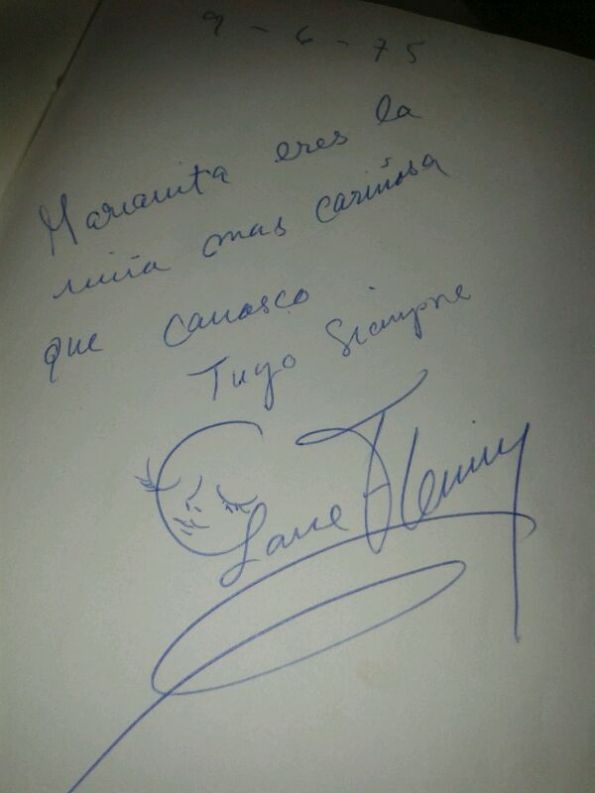 9-6-75
Marianita eres la
niña mas cariñosa
que conosco
Tuyo Siempre